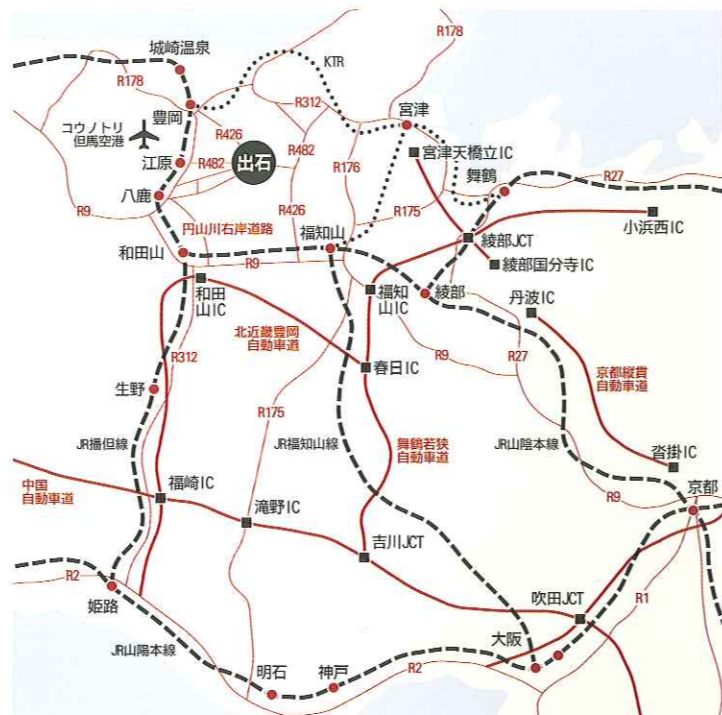 R178
城崎温泉
R178
KTR
豊岡
R312
宮津
コウノトリ
但馬空港
R426
宮津天橋立IC
江原
R482
出石
R482
R176
舞鶴
R27
八鹿
R9
R426
R175
小浜西IC
円山川右岸道路
福知山
綾部JCT
和田山
R9
綾部国分寺IC
和田
山IC
福知
山IC
綾部
丹波IC
北近畿豊岡
自動車道
R312
春日IC
R9
R27
京都縦貫
自動車道
生野
R175
JR播但線
JR福知山線
舞鶴若狭
自動車道
JR山陰本線
沓掛IC
中国
自動車道
福崎IC
R9
京都
滝野IC
吉川JCT
R2
姫路
吹田JCT
R1
大阪
JR山陽本線
明石
神戸
R2